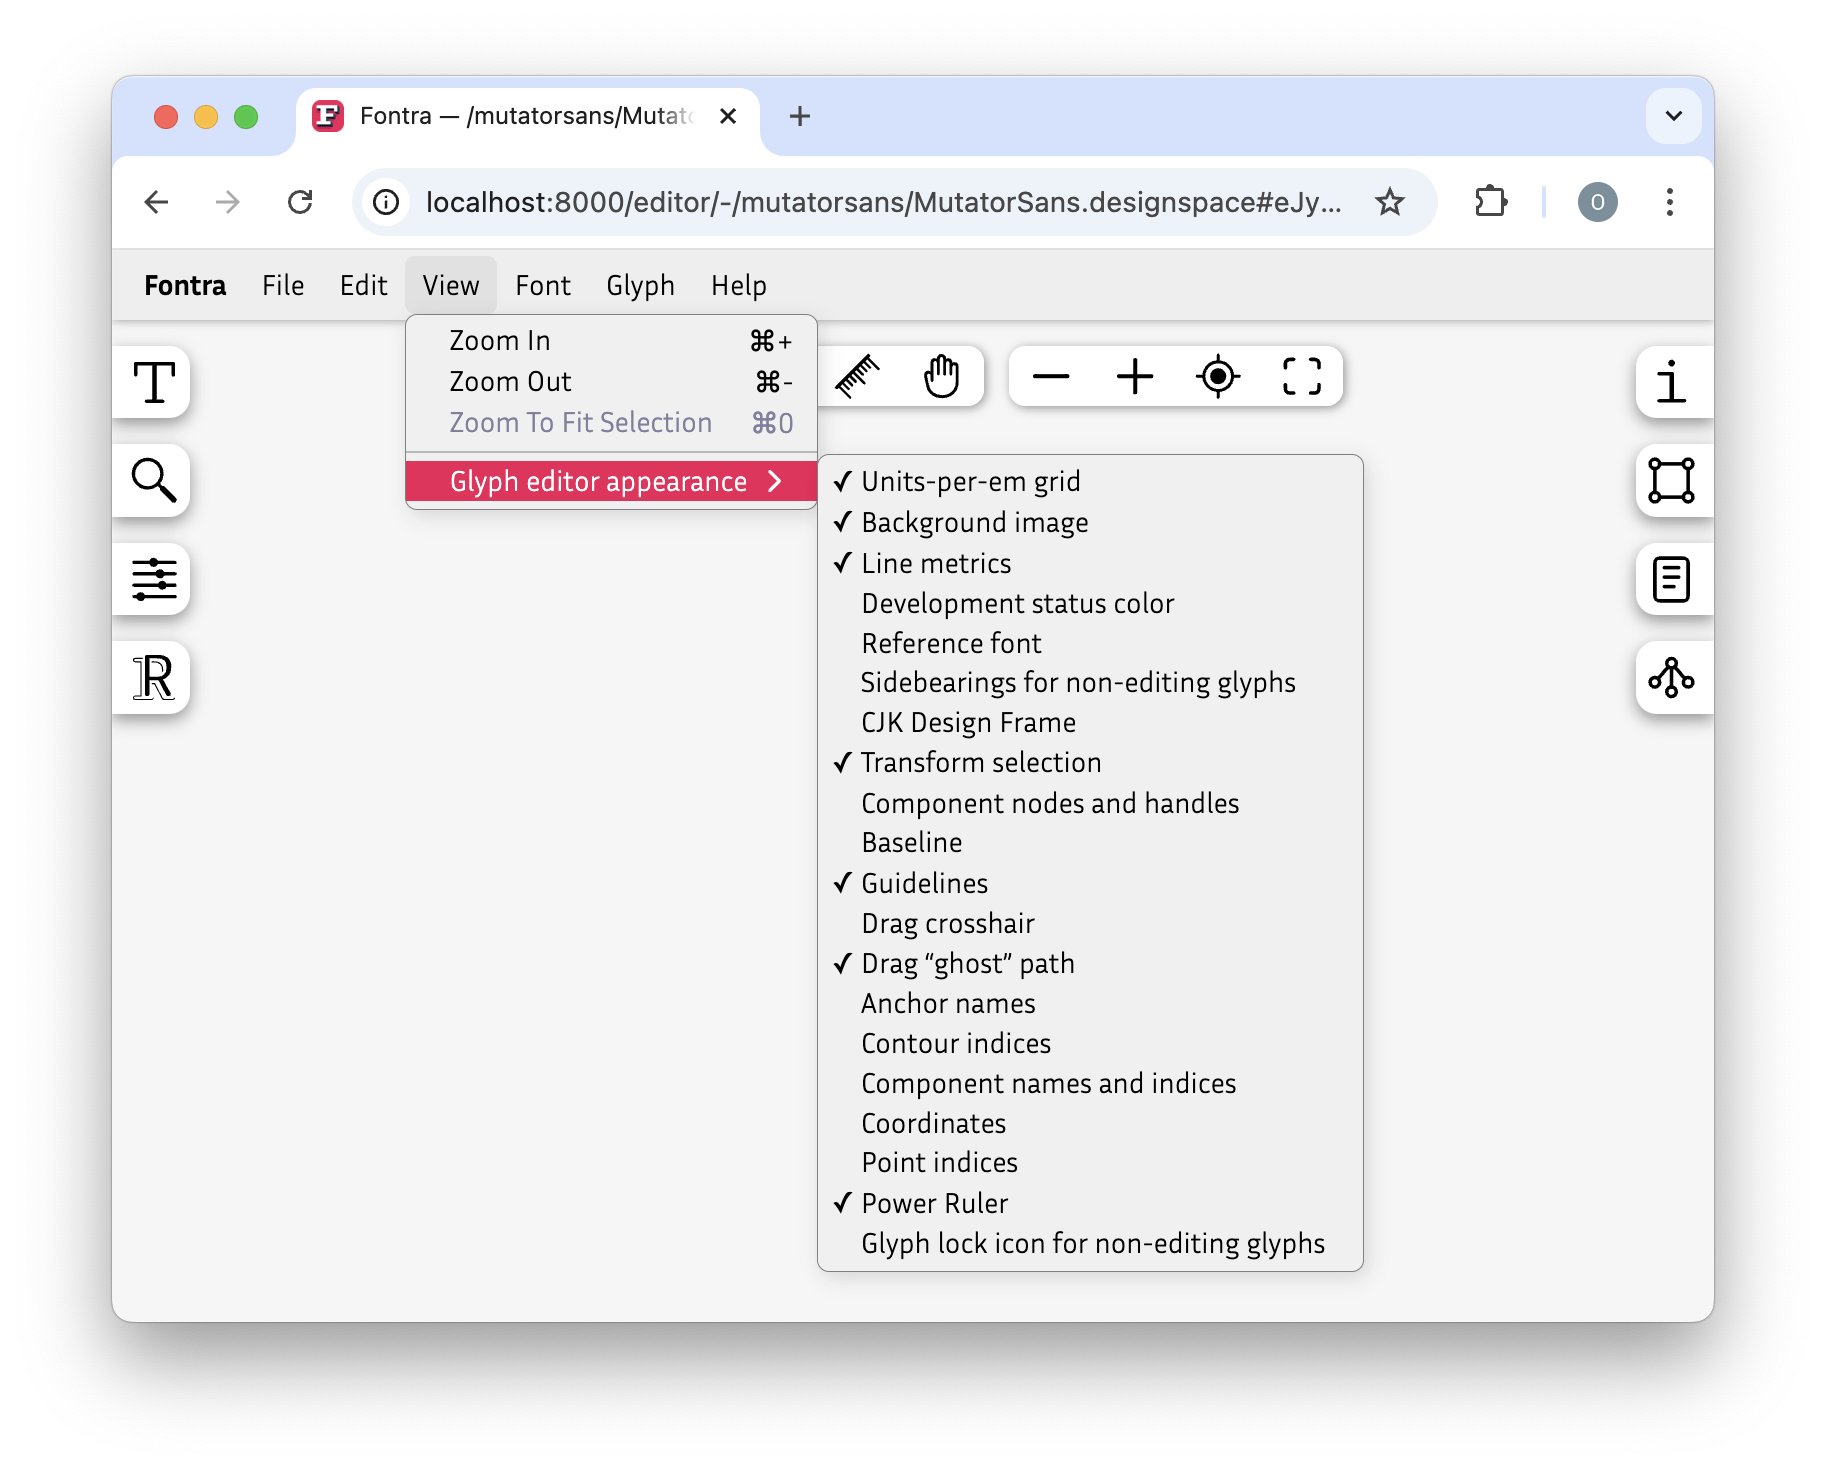 Fontra — /mutatorsans/Mutato
localhost:8000/editor/-/mutatorsans/MutatorSans.designspace#eJy...
O
Fontra File Edit View Font Glyph Help
Zoom In ⌘+
Zoom Out ⌘-
Zoom To Fit Selection ⌘0
Glyph editor appearance
✓ Units-per-em grid
✓ Background image
✓ Line metrics
Development status color
Reference font
Sidebearings for non-editing glyphs
CJK Design Frame
✓ Transform selection
Component nodes and handles
Baseline
✓ Guidelines
Drag crosshair
✓ Drag “ghost” path
Anchor names
Contour indices
Component names and indices
Coordinates
Point indices
✓ Power Ruler
Glyph lock icon for non-editing glyphs